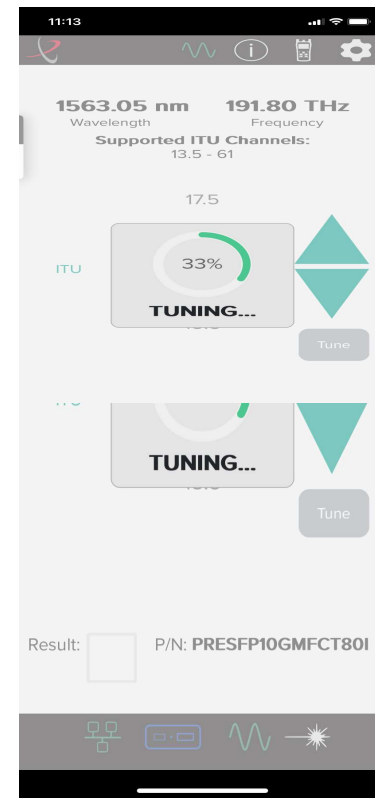 11:13
1563.05 nm 191.80 THz
Wavelength Frequency
Supported ITU Channels:
13.5 - 61
17.5
ITU
33%
TUNING...
Tune
TUNING...
Tune
Result: P/N: PRESFP10GMFCT80I